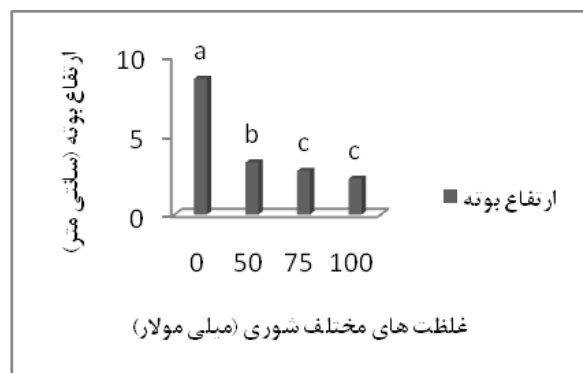 ارتفاع بوته (سانتی متر)
10
5
0
a
b
c
c
0 50 75 100
غلظت های مختلف شوری (میلی مولار)
ارتفاع بوته